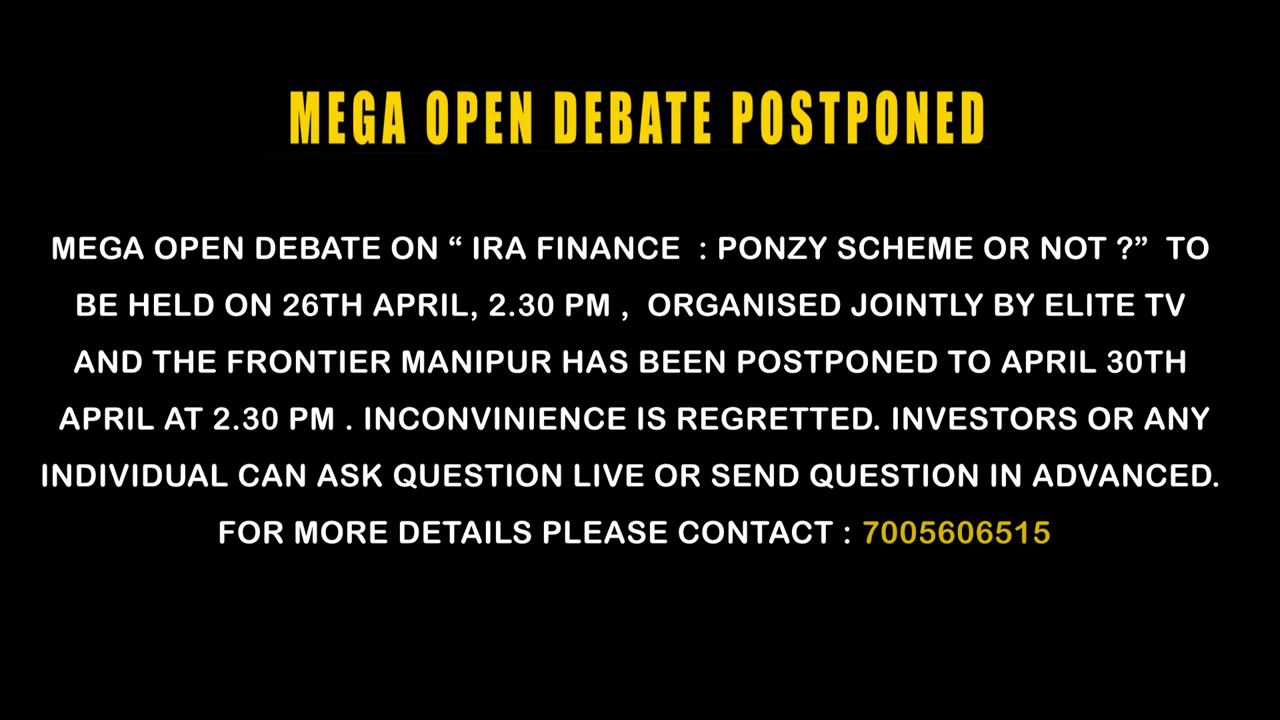 MEGA OPEN DEBATE POSTPONED
MEGA OPEN DEBATE ON “ IRA FINANCE  : PONZY SCHEME OR NOT ?”  TO
BE HELD ON 26TH APRIL, 2.30 PM ,  ORGANISED JOINTLY BY ELITE TV
AND THE FRONTIER MANIPUR HAS BEEN POSTPONED TO APRIL 30TH
APRIL AT 2.30 PM . INCONVINIENCE IS REGRETTED. INVESTORS OR ANY
INDIVIDUAL CAN ASK QUESTION LIVE OR SEND QUESTION IN ADVANCED.
FOR MORE DETAILS PLEASE CONTACT : 7005606515